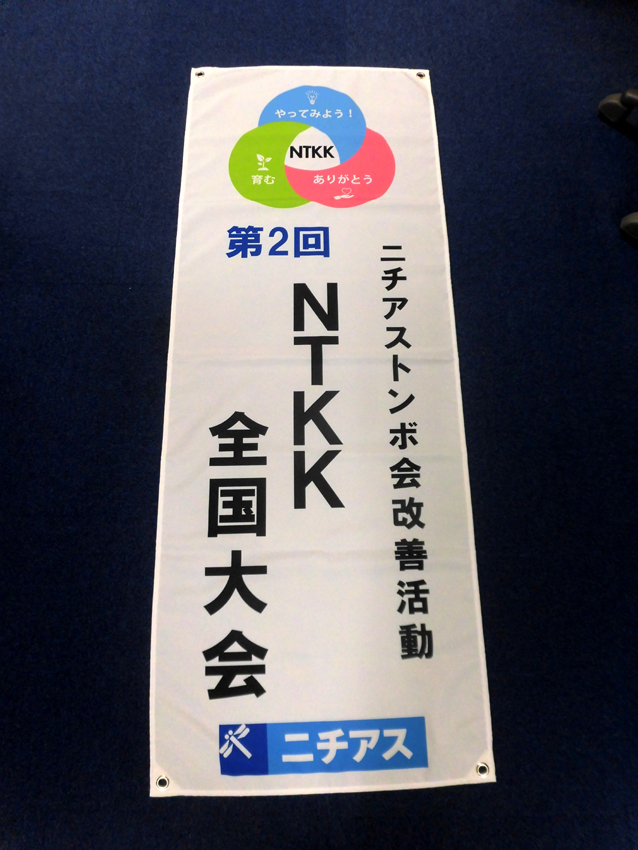 やってみよう！
NTKK
育む
ありがとう
第2回
ニチアストンボ会改善活動
NTKK
全国大会
ニチアス